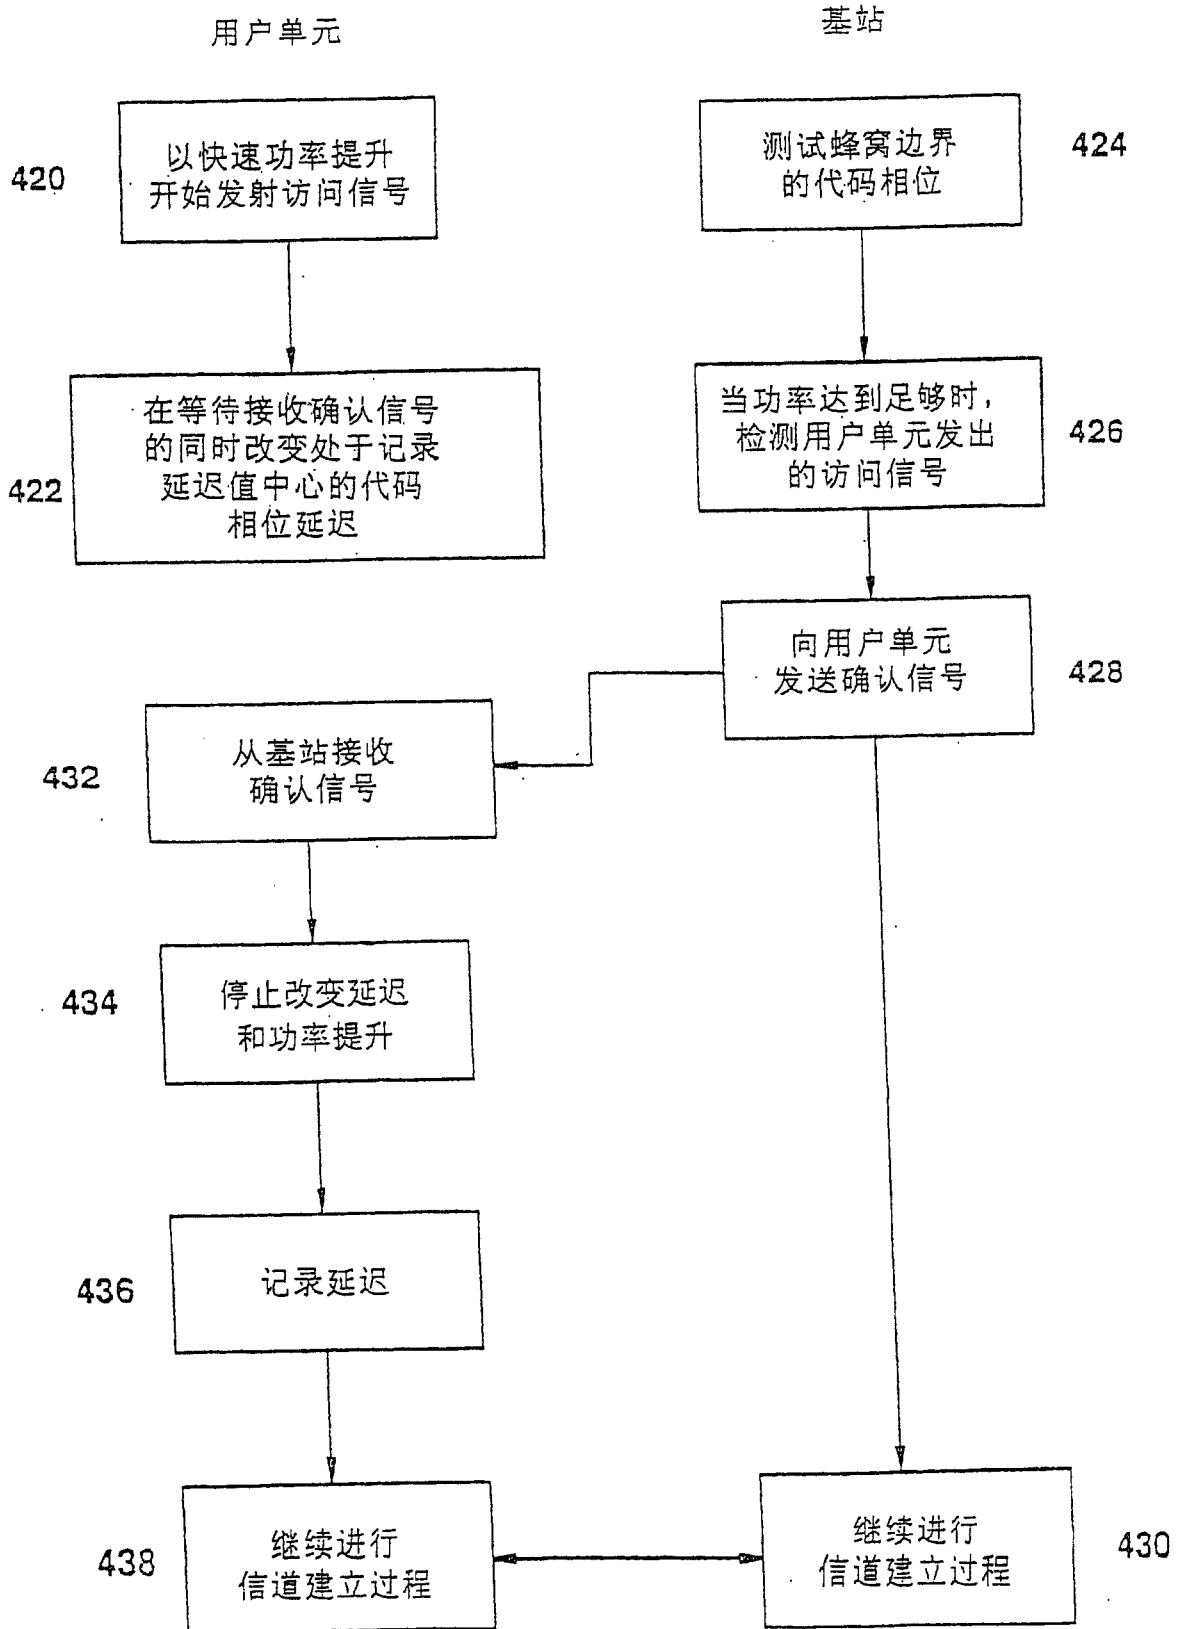 用户单元
基站
420
以快速功率提升
开始发射访问信号
测试蜂窝边界
的代码相位
424
422
在等待接收确认信号
的同时改变处于记录
延迟值中心的代码
相位延迟
当功率达到足够时，
检测用户单元发出
的访问信号
426
向用户单元
发送确认信号
428
432
从基站接收
确认信号
434
停止改变延迟
和功率提升
436
记录延迟
438
继续进行
信道建立过程
继续进行
信道建立过程
430